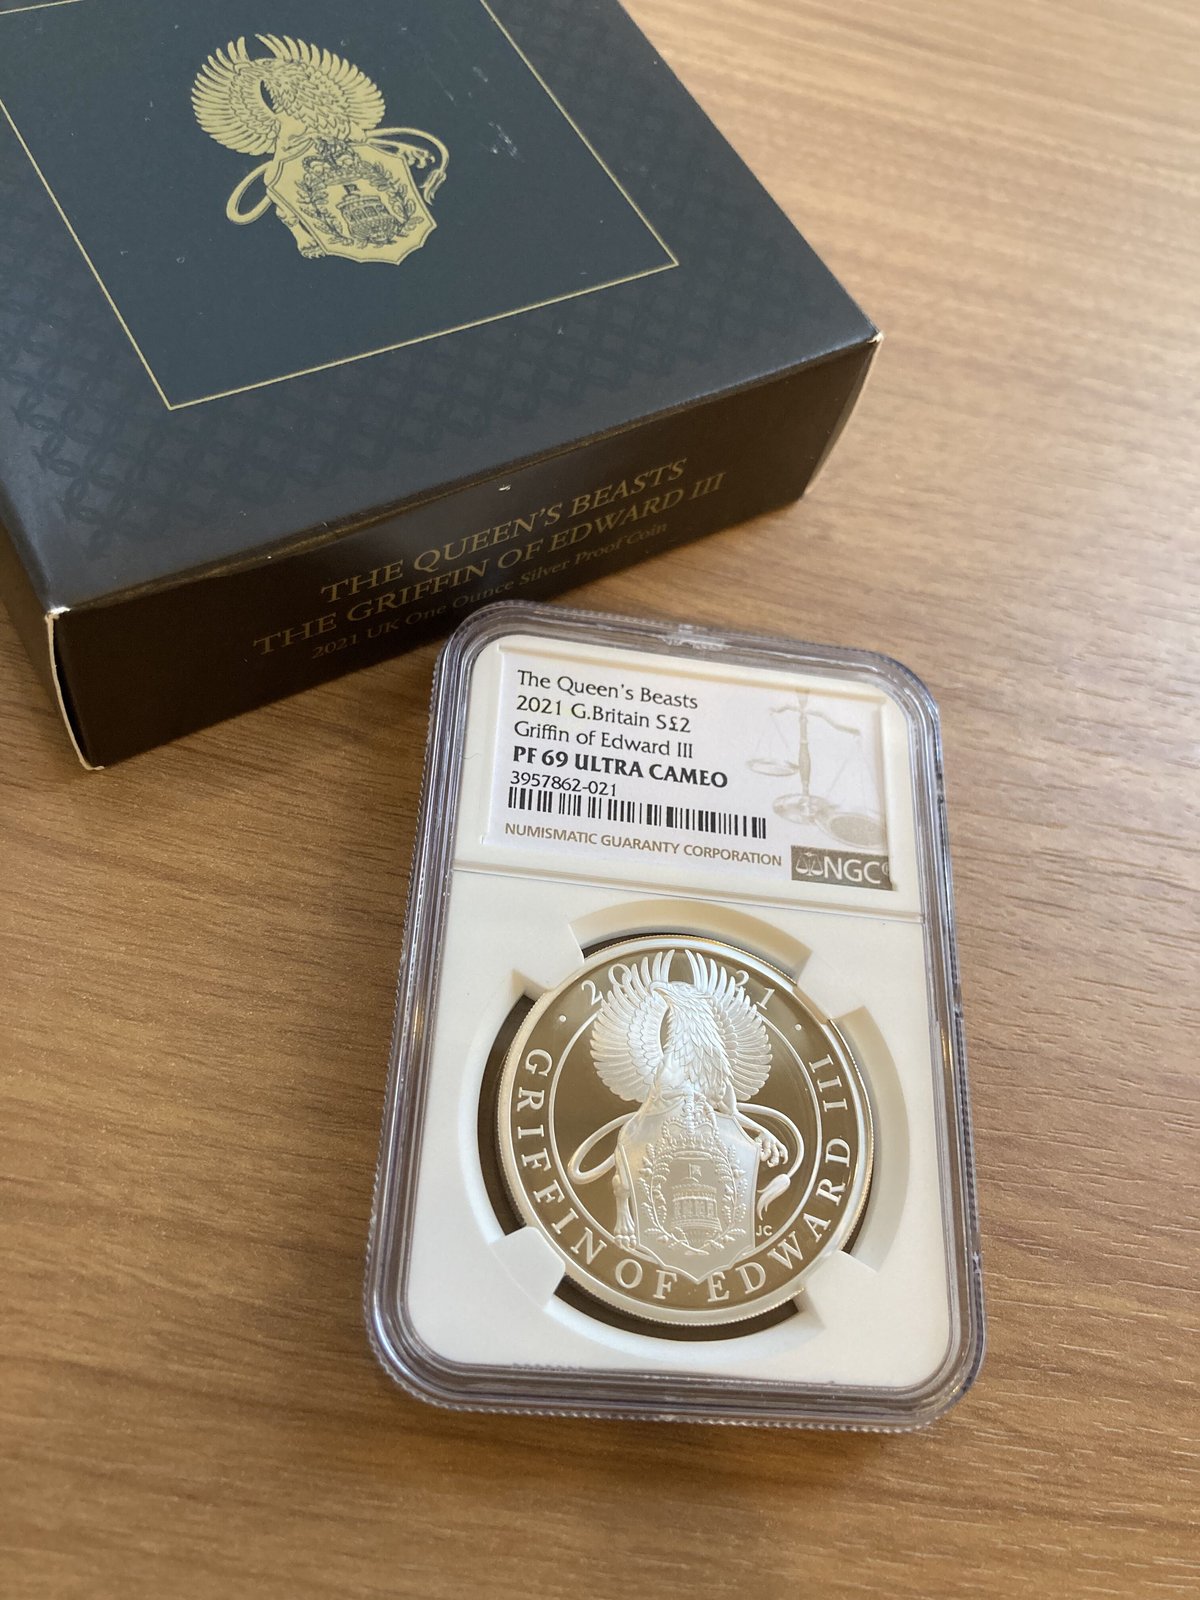 THE QUEEN'S BEASTS
THE GRIFFIN OF EDWARD III
2021 UK One Ounce Silver Proof Coin
The Queen's Beasts
2021 G.Britain S£2
Griffin of Edward III
PF 69 ULTRA CAMEO
3957862-021
NUMISMATIC GUARANTY CORPORATION
NGC
· 2021 ·
GRIFFIN OF EDWARD III
JC